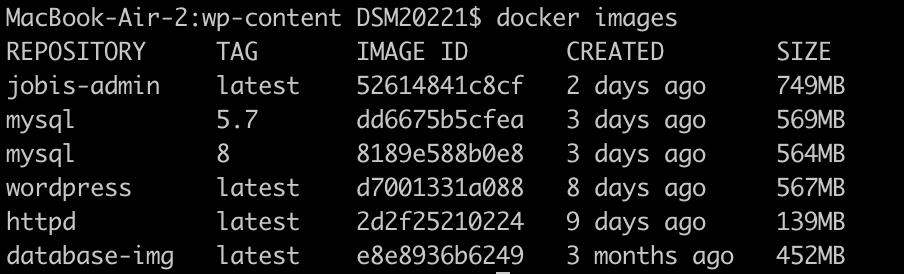 MacBook-Air-2:wp-content DSM20221$ docker images
REPOSITORY TAG IMAGE ID CREATED SIZE
jobis-admin latest 52614841c8cf 2 days ago 749MB
mysql 5.7 dd6675b5cfea 3 days ago 569MB
mysql 8 8189e588b0e8 3 days ago 564MB
wordpress latest d7001331a088 8 days ago 567MB
httpd latest 2d2f25210224 9 days ago 139MB
database-img latest e8e8936b6249 3 months ago 452MB